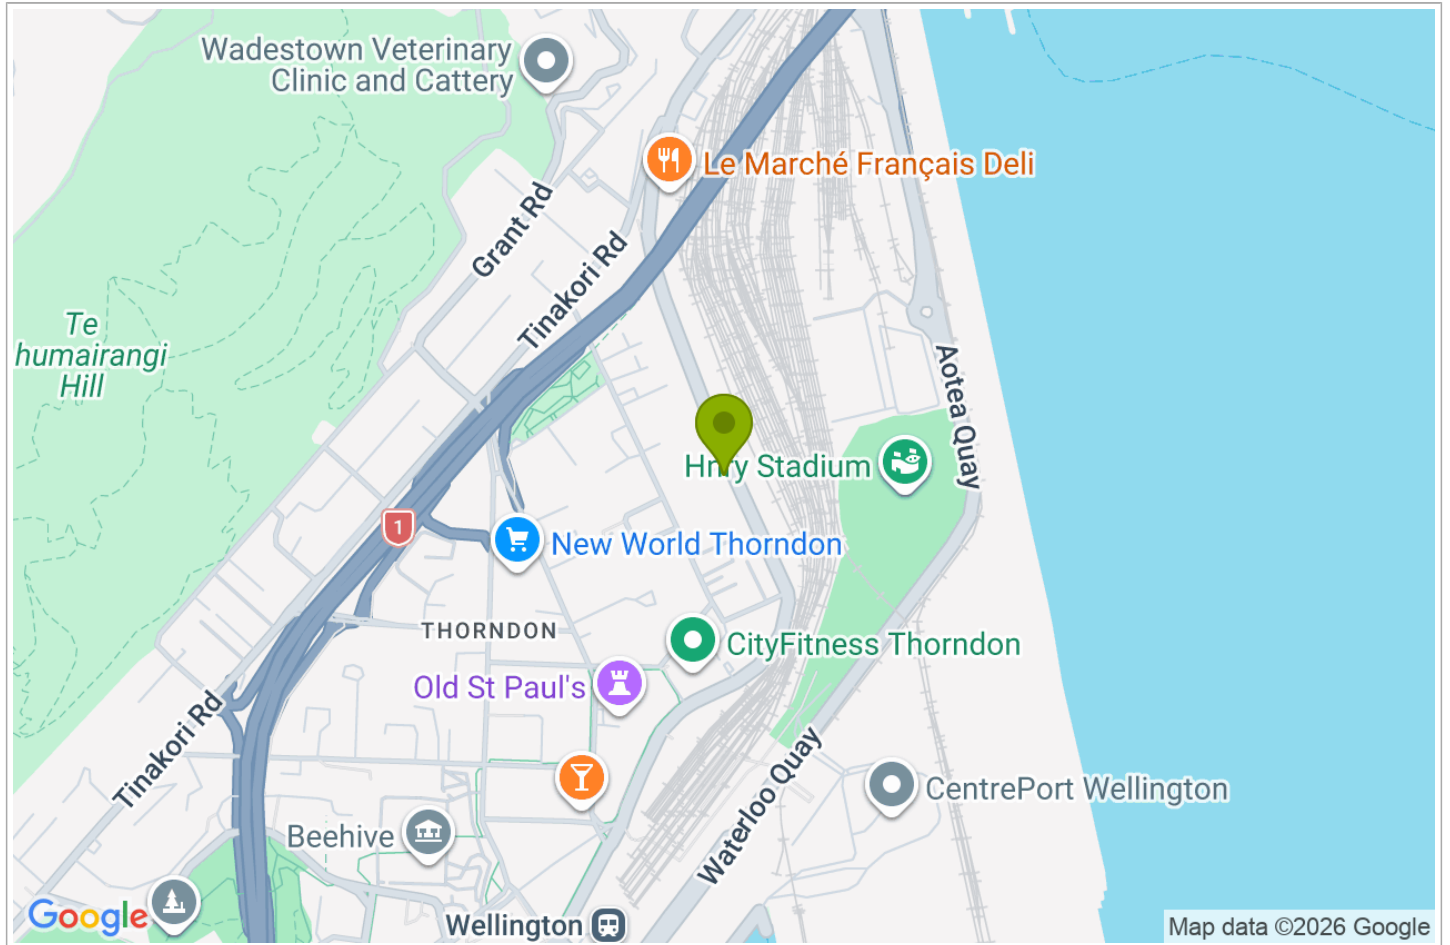 Wadestown Veterinary
Clinic and Cattery
Le Marché Français Deli
Grant Rd
Tinakori Rd
Te
humairangi
Hill
Aotea Quay
Hnry Stadium
1
New World Thorndon
THORNDON
CityFitness Thorndon
Old St Paul's
Tinakori Rd
Waterloo Quay
CentrePort Wellington
Beehive
Google
Wellington
Map data ©2026 Google